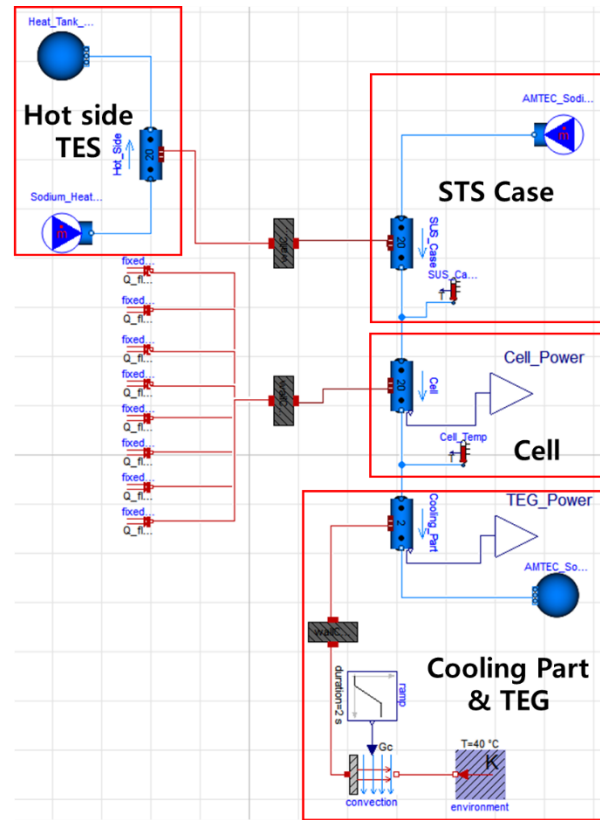 Heat_Tank_...
Hot side
TES
Hot_Side
20
Sodium_Heat...
ṁ
AMTEC_Sodi...
ṁ
STS Case
20
SUS_Case
SUS_Ca...
fixed...
Q_fl...
fixed...
Q_fl...
fixed...
Q_fl...
fixed...
Q_fl...
fixed...
Q_fl...
fixed...
Q_fl...
fixed...
Q_fl...
fixed...
Q_fl...
20
Cell
Cell_Power
Cell_Temp
Cell
Cooling_Part
2
TEG_Power
AMTEC_So...
Cooling Part
& TEG
duration=2 s
ramp
Gc
convection
T=40 °C
K
environment